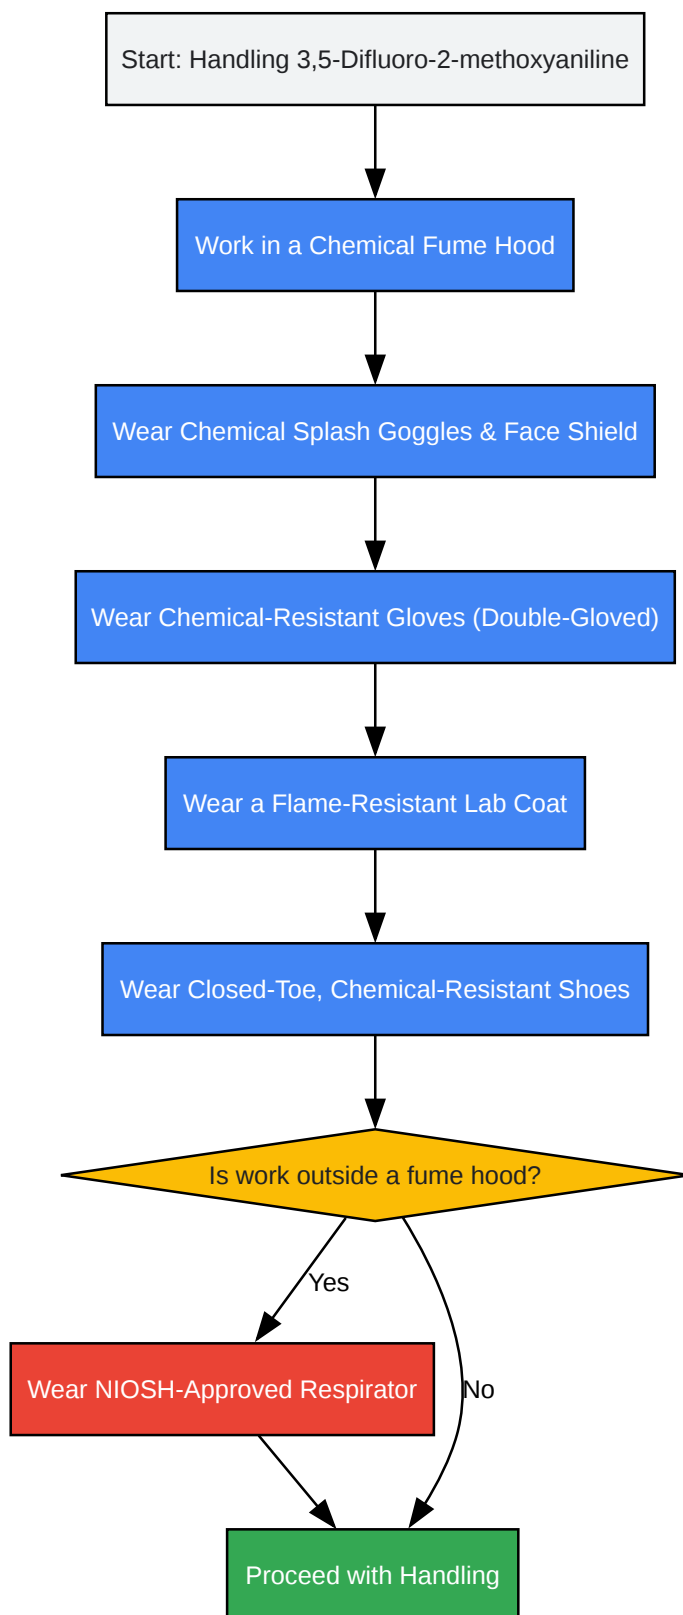 Start: Handling 3,5-Difluoro-2-methoxyaniline
Work in a Chemical Fume Hood
Wear Chemical Splash Goggles & Face Shield
Wear Chemical-Resistant Gloves (Double-Gloved)
Wear a Flame-Resistant Lab Coat
Wear Closed-Toe, Chemical-Resistant Shoes
Is work outside a fume hood?
Yes
Wear NIOSH-Approved Respirator
No
Proceed with Handling